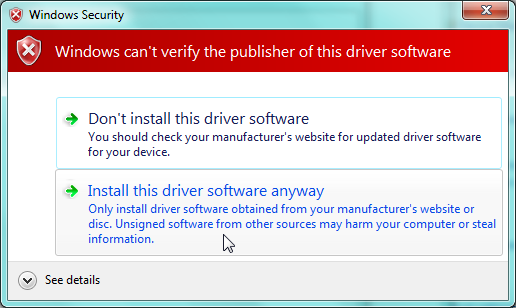 Windows Security
Windows can't verify the publisher of this driver software
Don't install this driver software
You should check your manufacturer's website for updated driver software
for your device.
Install this driver software anyway
Only install driver software obtained from your manufacturer's website or
disc. Unsigned software from other sources may harm your computer or steal
information.
See details